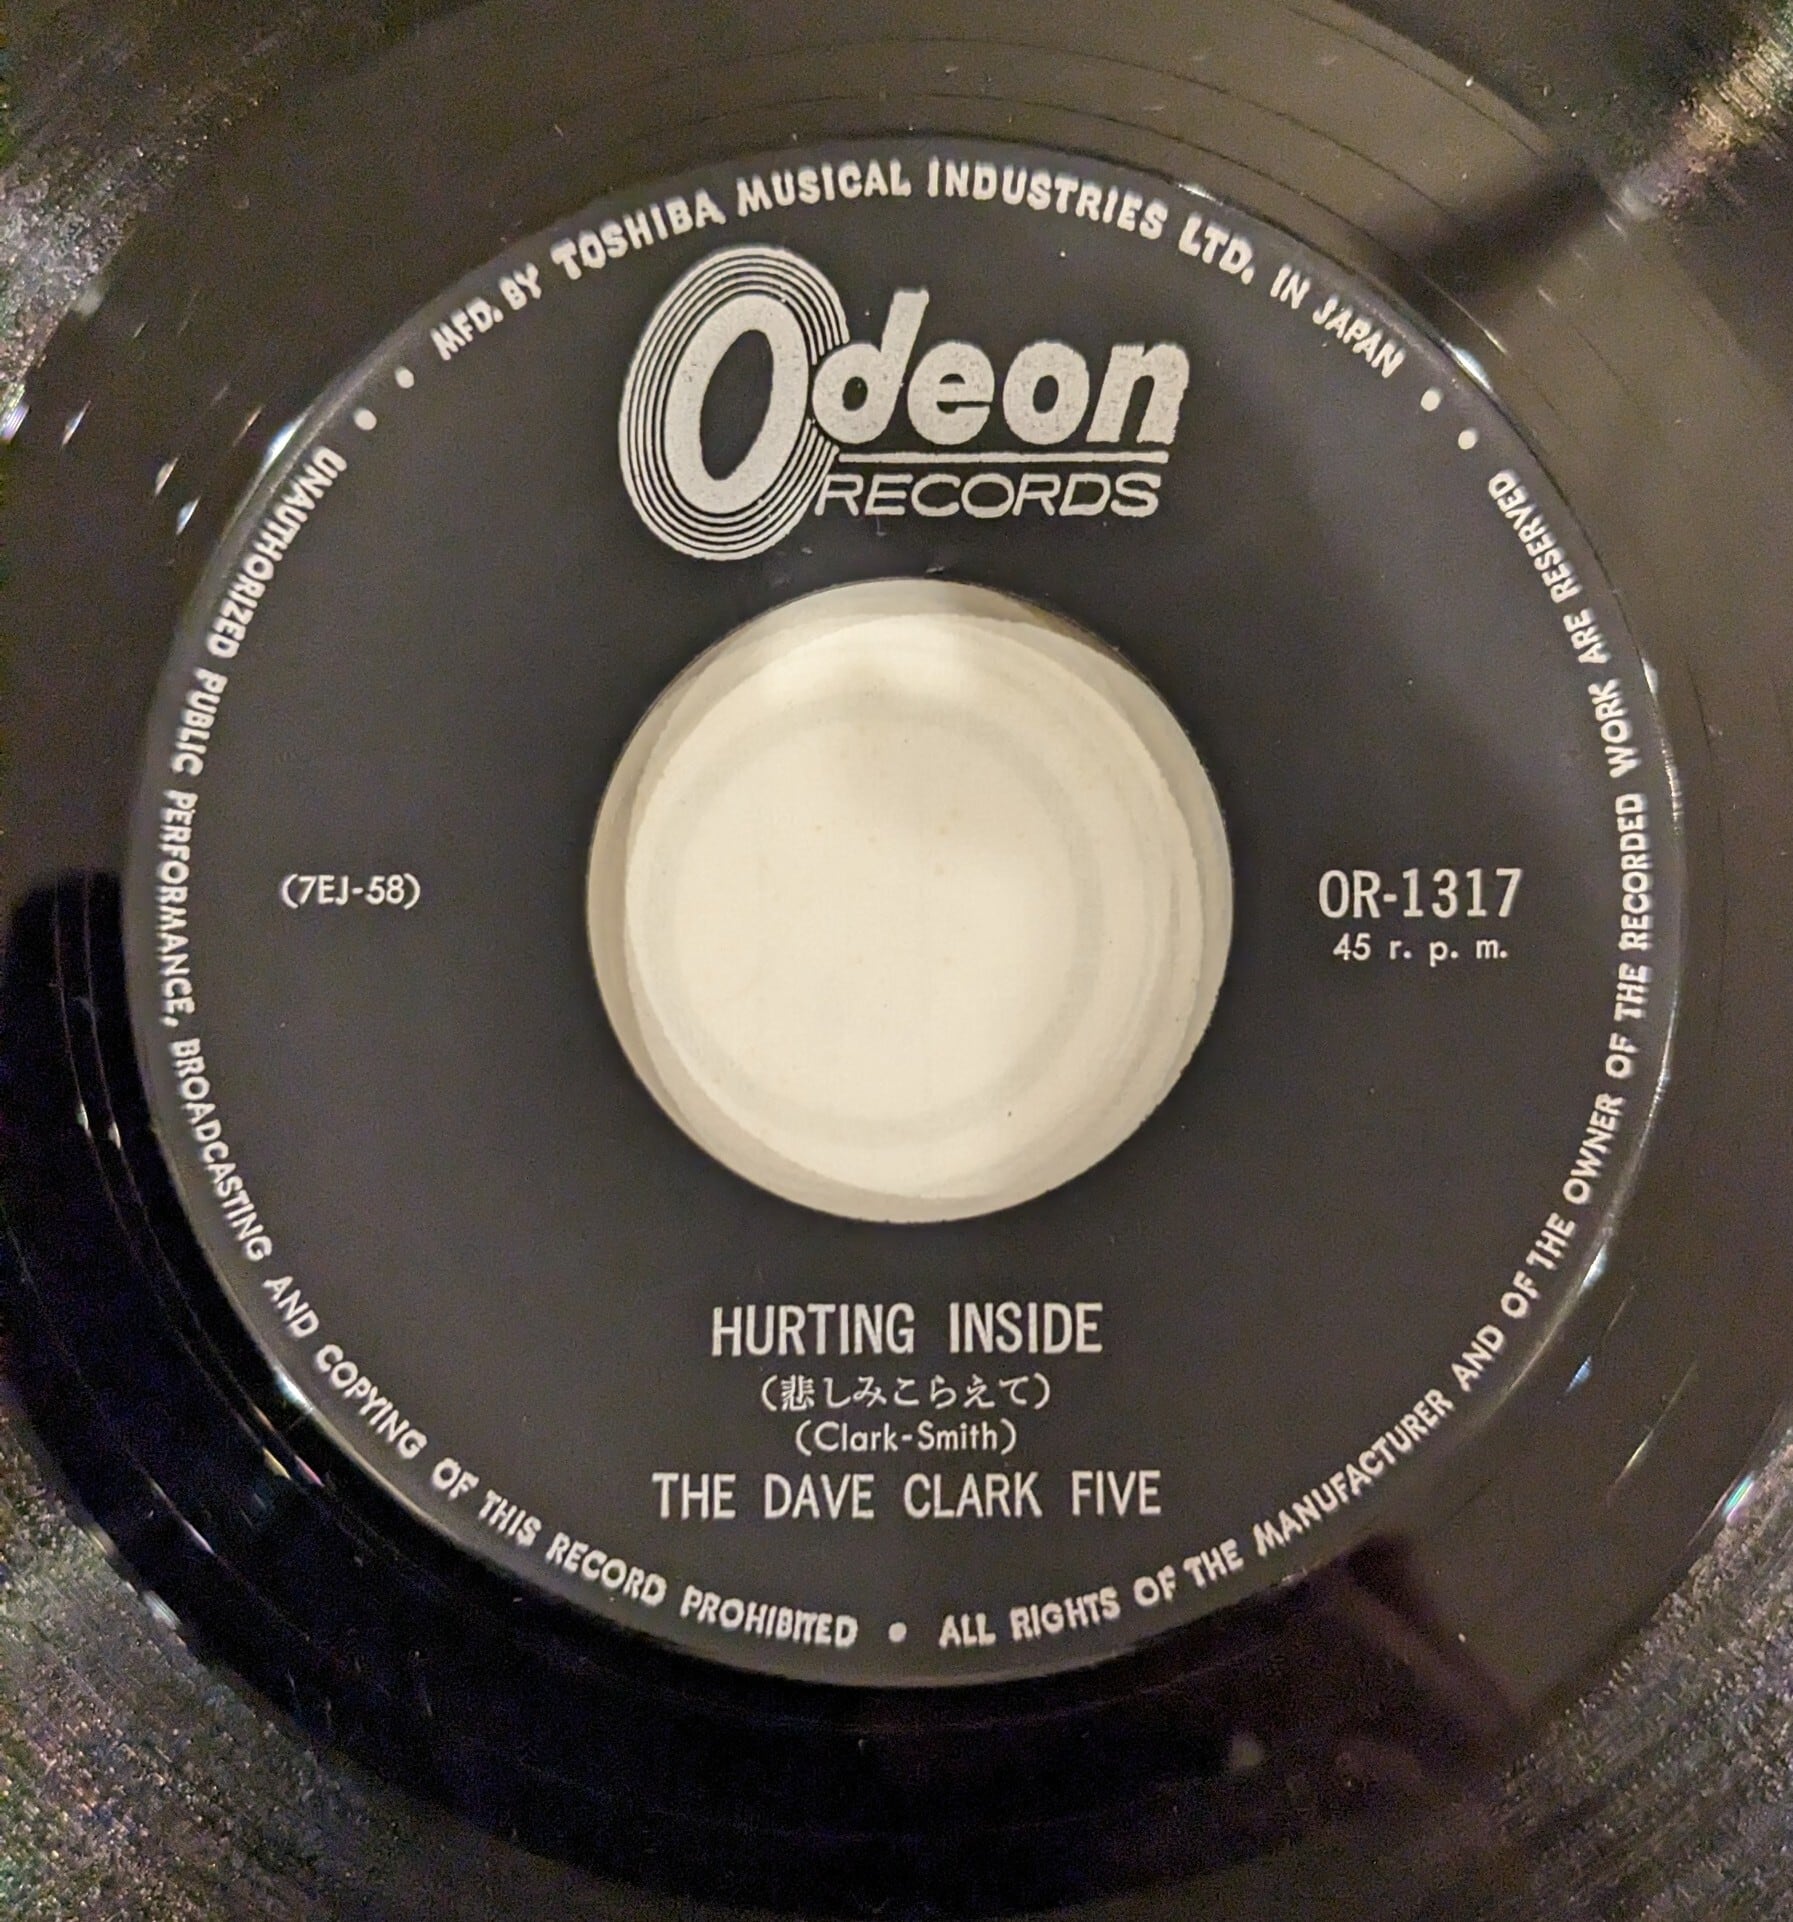 • MFD. BY TOSHIBA MUSICAL INDUSTRIES LTD. IN JAPAN •
Odeon
RECORDS
(7EJ-58)
OR-1317
45 r. p. m.
HURTING INSIDE
(悲しみこらえて)
(Clark-Smith)
THE DAVE CLARK FIVE
• UNAUTHORIZED PUBLIC PERFORMANCE, BROADCASTING AND COPYING OF THIS RECORD PROHIBITED • ALL RIGHTS OF THE MANUFACTURER AND OF THE OWNER OF THE RECORDED WORK ARE RESERVED •